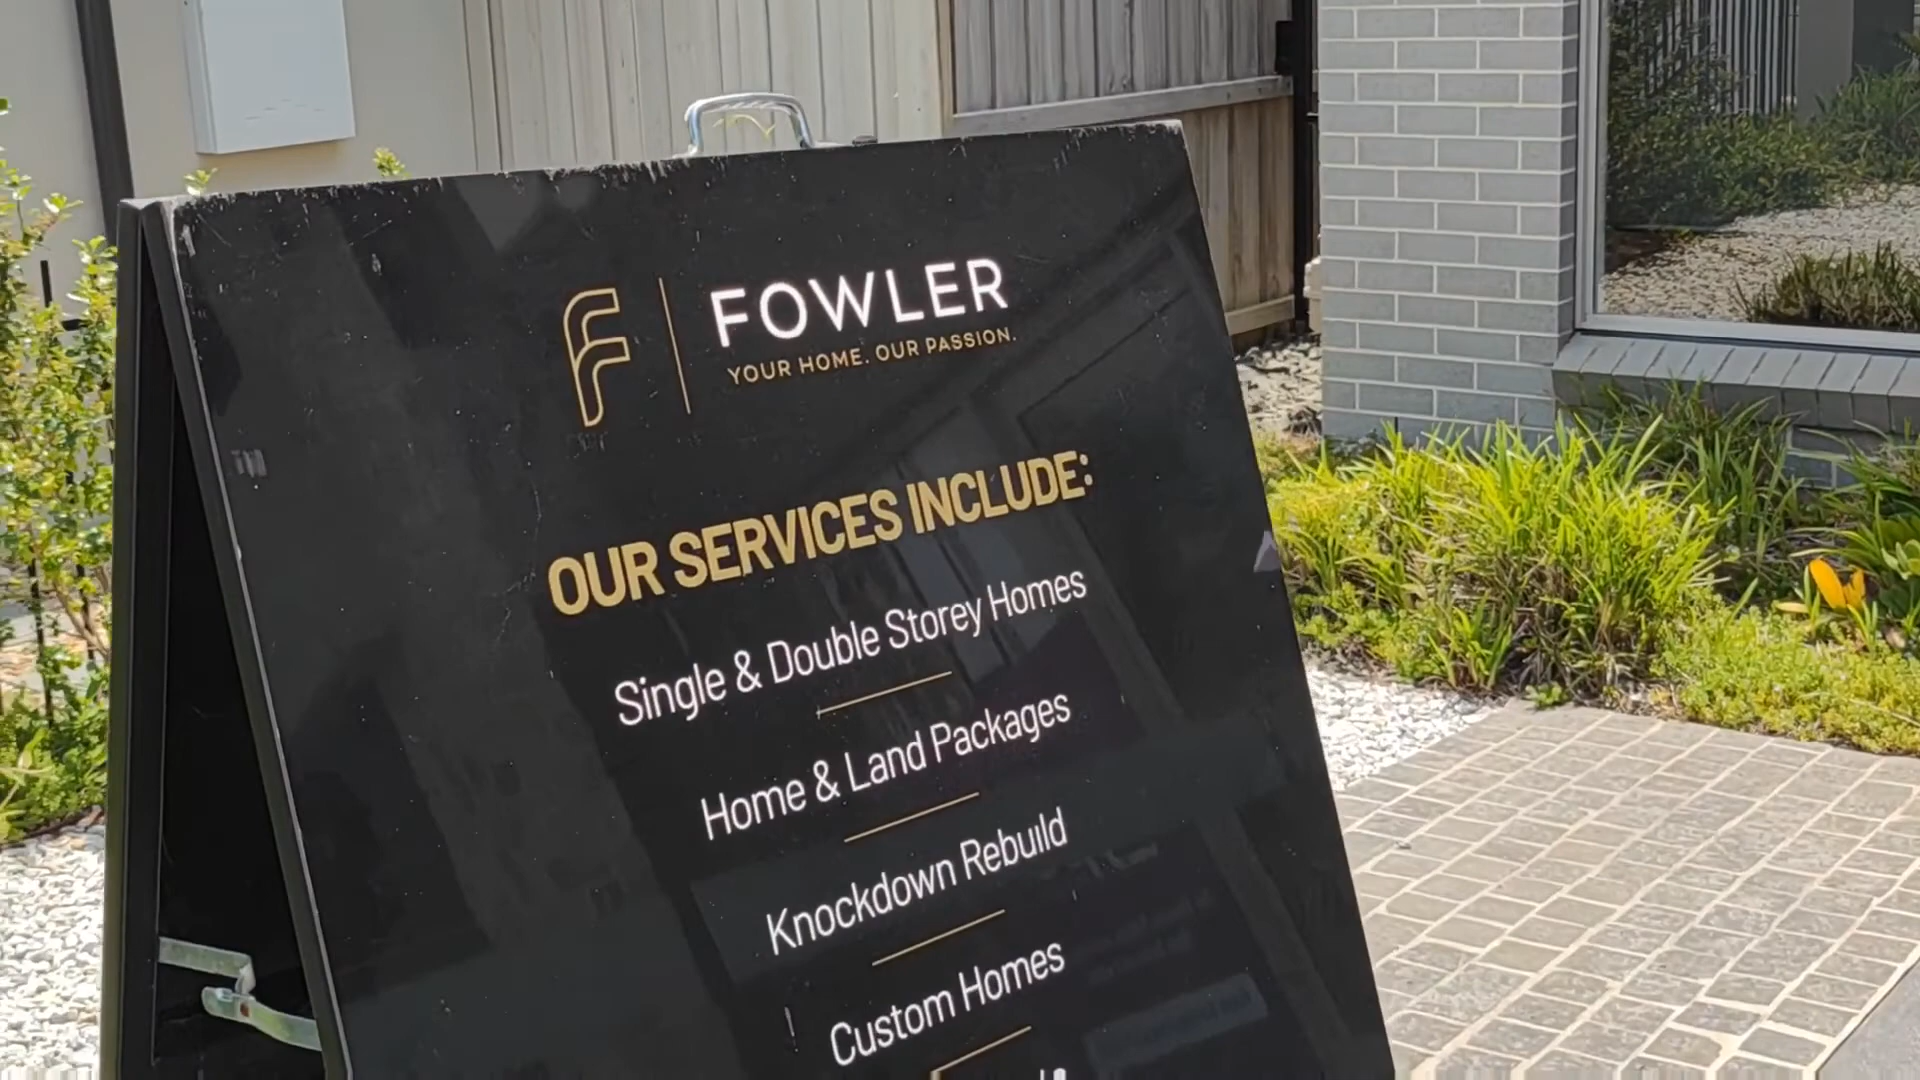 FOWLER
YOUR HOME. OUR PASSION.
OUR SERVICES INCLUDE:
Single & Double Storey Homes
Home & Land Packages
Knockdown Rebuild
Custom Homes